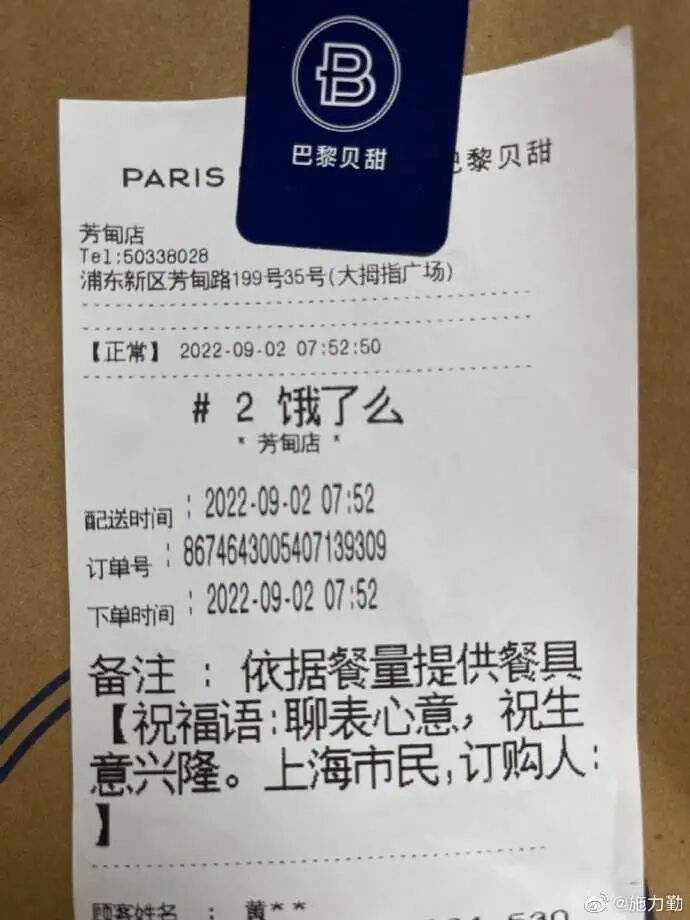 巴黎贝甜
PARIS 巴黎贝甜
芳甸店
Tel:50338028
浦东新区芳甸路199号35号(大拇指广场)
【正常】 2022-09-02 07:52:50
# 2 饿了么
* 芳甸店 *
配送时间 : 2022-09-02 07:52
订单号 : 8674643005407139309
下单时间 : 2022-09-02 07:52
备注 : 依据餐量提供餐具
【祝福语:聊表心意，祝生
意兴隆。上海市民,订购人:
】
顾客姓名 : 黄**
@施力勤